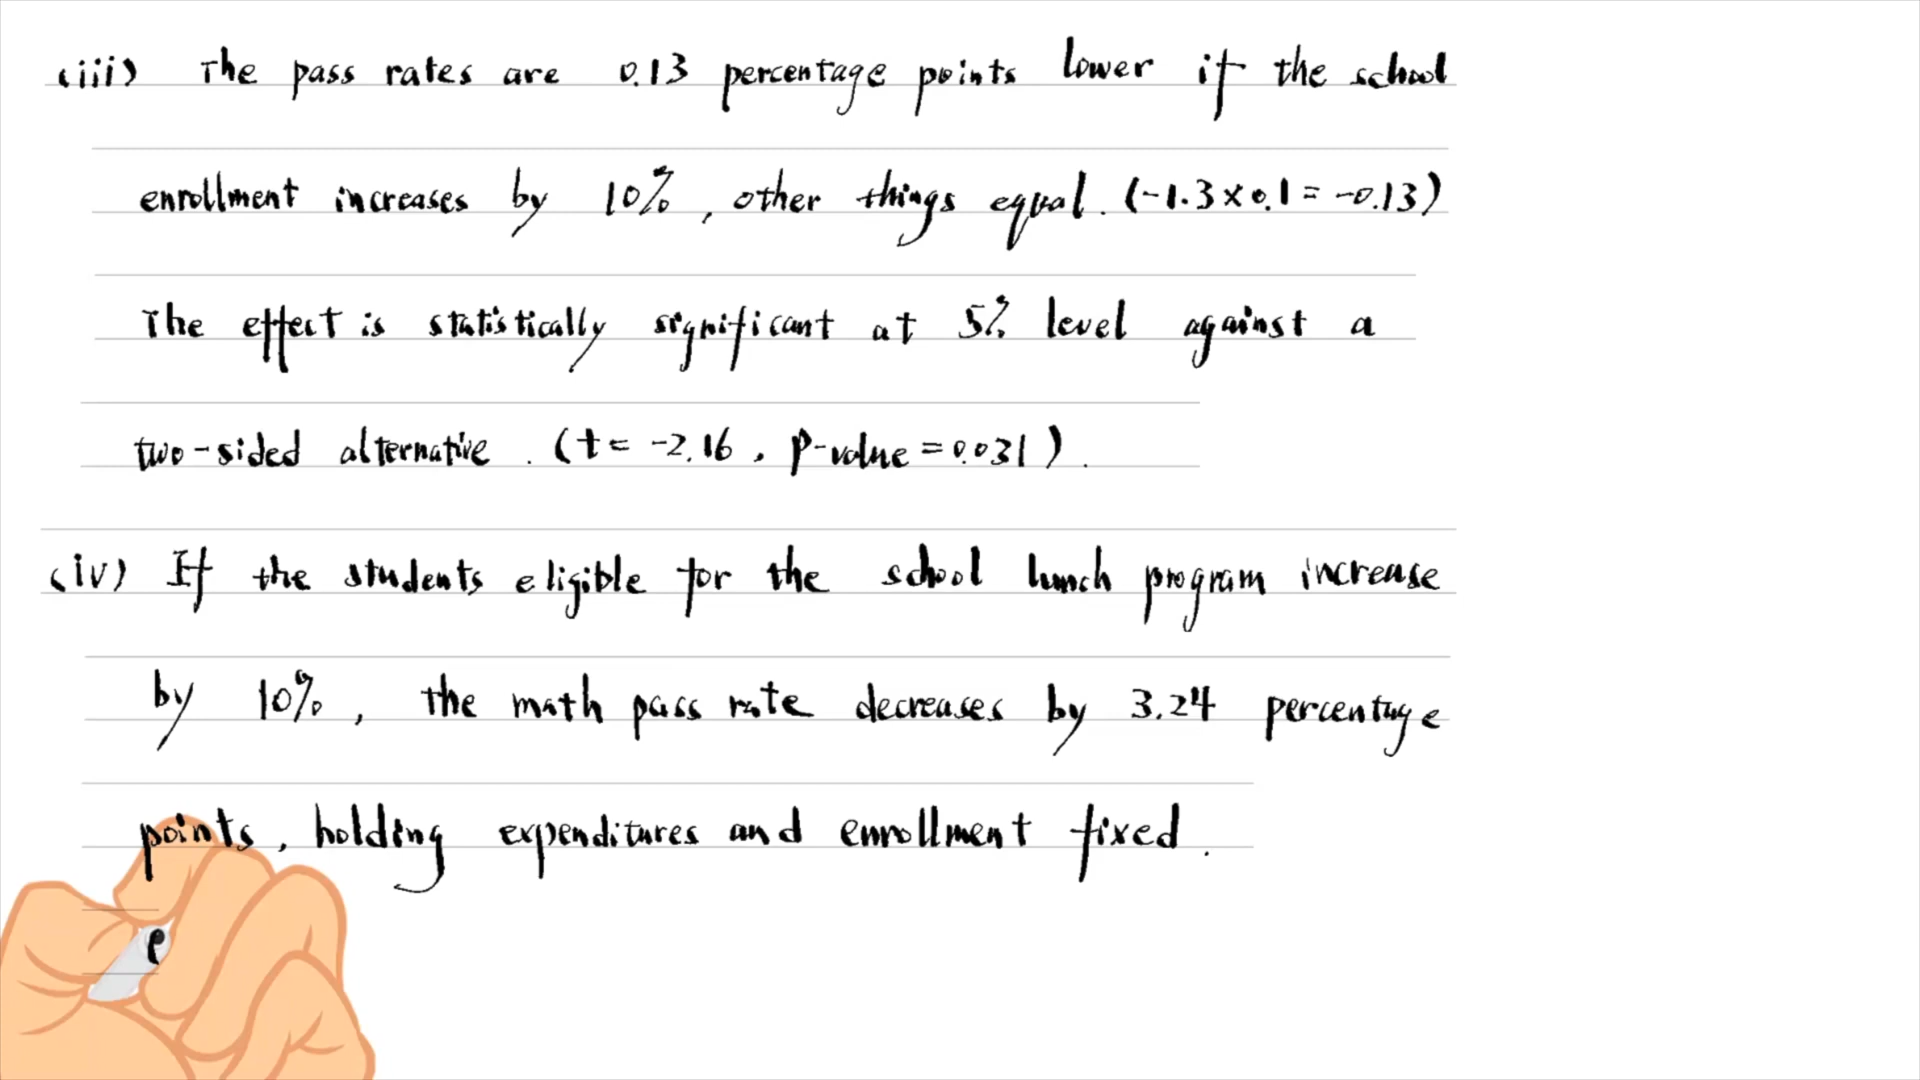 (iii) The pass rates are 0.13 percentage points lower if the school
enrollment increases by 10%, other things equal. (-1.3×0.1 = -0.13)
The effect is statistically significant at 5% level against a
two-sided alternative. (t = -2.16, p-value = 0.031).
(iv) If the students eligible for the school lunch program increase
by 10%, the math pass rate decreases by 3.24 percentage
points, holding expenditures and enrollment fixed.